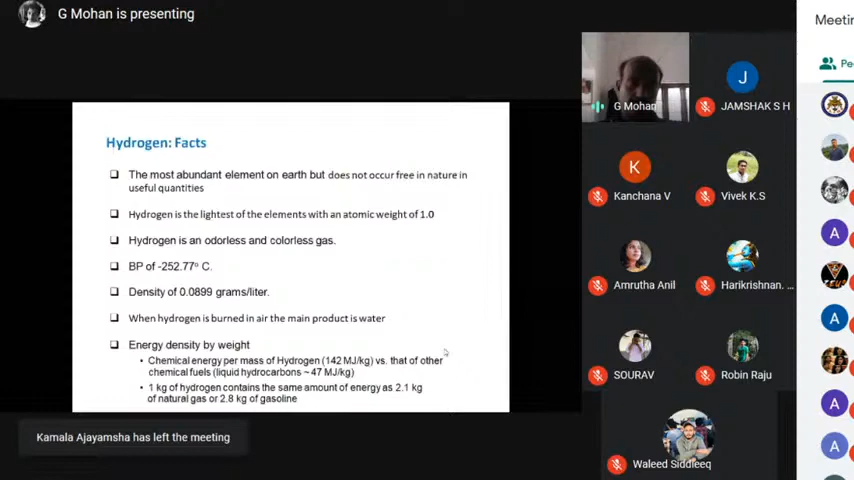 G Mohan is presenting
Hydrogen: Facts
The most abundant element on earth but does not occur free in nature in
useful quantities
Hydrogen is the lightest of the elements with an atomic weight of 1.0
Hydrogen is an odorless and colorless gas.
BP of -252.77° C.
Density of 0.0899 grams/liter.
When hydrogen is burned in air the main product is water
Energy density by weight
• Chemical energy per mass of Hydrogen (142 MJ/kg) vs. that of other
chemical fuels (liquid hydrocarbons ~ 47 MJ/kg)
• 1 kg of hydrogen contains the same amount of energy as 2.1 kg
of natural gas or 2.8 kg of gasoline
Kamala Ajayamsha has left the meeting
G Mohan
J
JAMSHAK S H
K
Kanchana V
Vivek K.S
Amrutha Anil
Harikrishnan. ...
SOURAV
Robin Raju
Waleed Siddleeq
Meetin
Pe
A
A
A
A